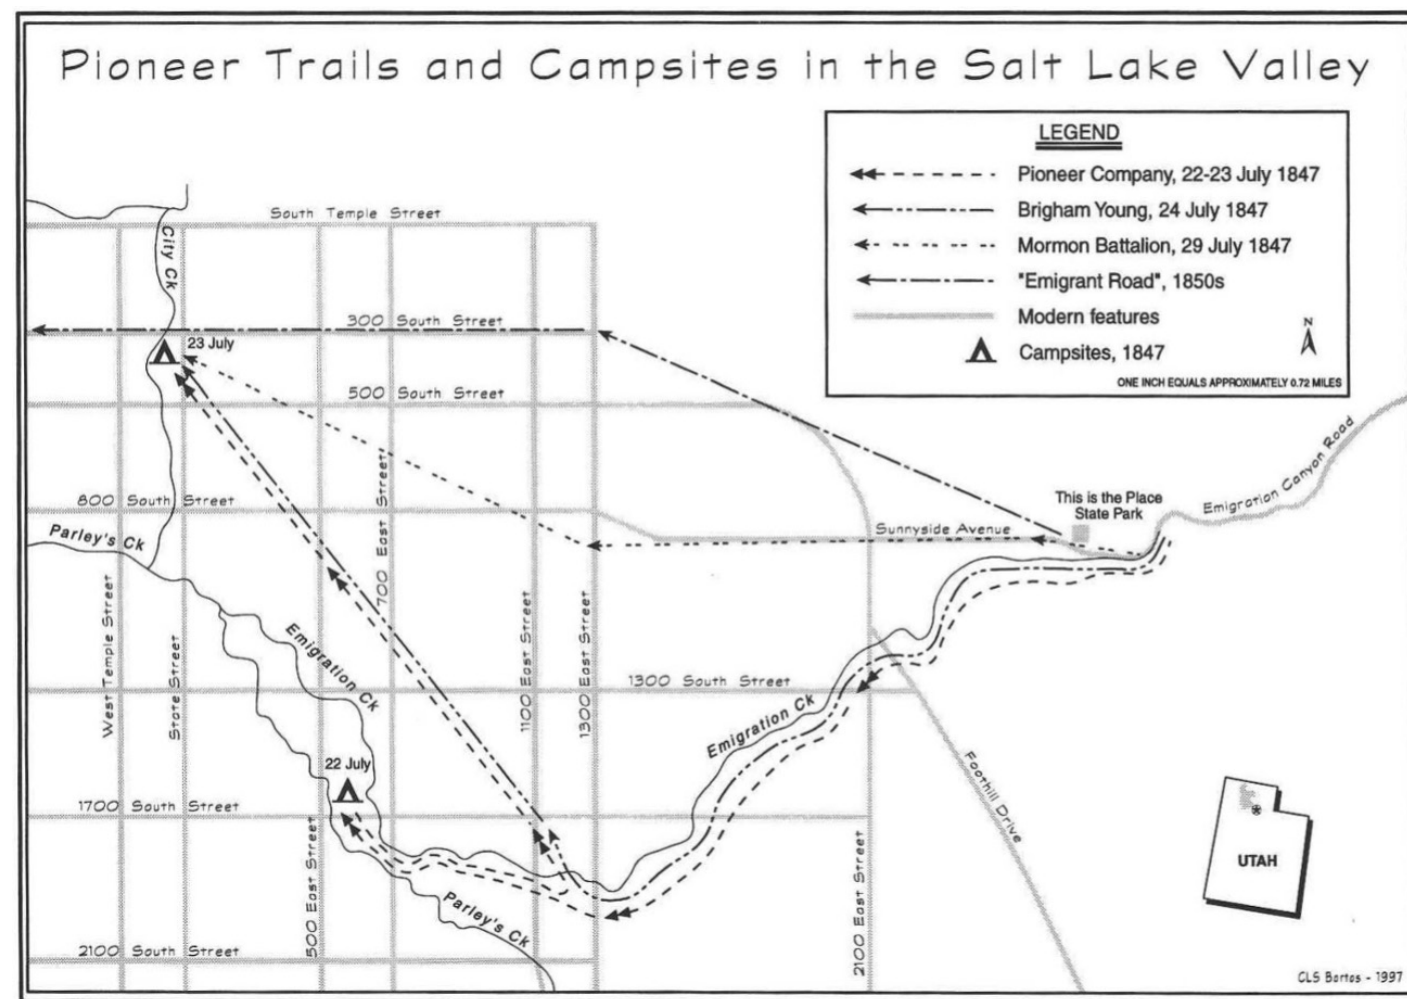 Pioneer Trails and Campsites in the Salt Lake Valley
LEGEND
Pioneer Company, 22-23 July 1847
Brigham Young, 24 July 1847
Mormon Battalion, 29 July 1847
"Emigrant Road", 1850s
Modern features
Campsites, 1847
N
ONE INCH EQUALS APPROXIMATELY 0.72 MILES
South Temple Street
City Ck
300 South Street
23 July
500 South Street
Emigration Canyon Road
This is the Place
State Park
800 South Street
700 East Street
Sunnyside Avenue
Parley's Ck
West Temple Street
State Street
Emigration Ck
1100 East Street
1300 East Street
1300 South Street
Emigration Ck
22 July
Foothill Drive
1700 South Street
500 East Street
2100 East Street
UTAH
Parley's Ck
2100 South Street
CLS Bartos - 1997